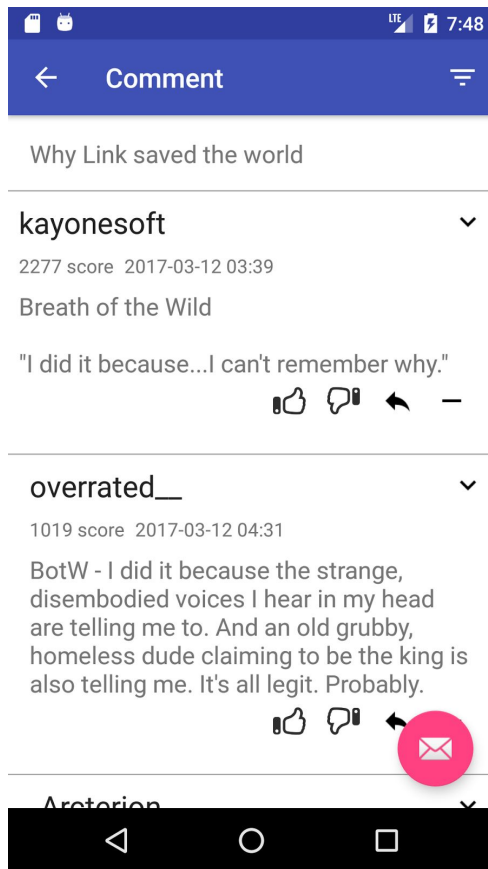 LTE 7:48
Comment
Why Link saved the world
kayonesoft
2277 score 2017-03-12 03:39
Breath of the Wild
"I did it because...I can't remember why."
overrated__
1019 score 2017-03-12 04:31
BotW - I did it because the strange,
disembodied voices I hear in my head
are telling me to. And an old grubby,
homeless dude claiming to be the king is
also telling me. It's all legit. Probably.
Arcterion